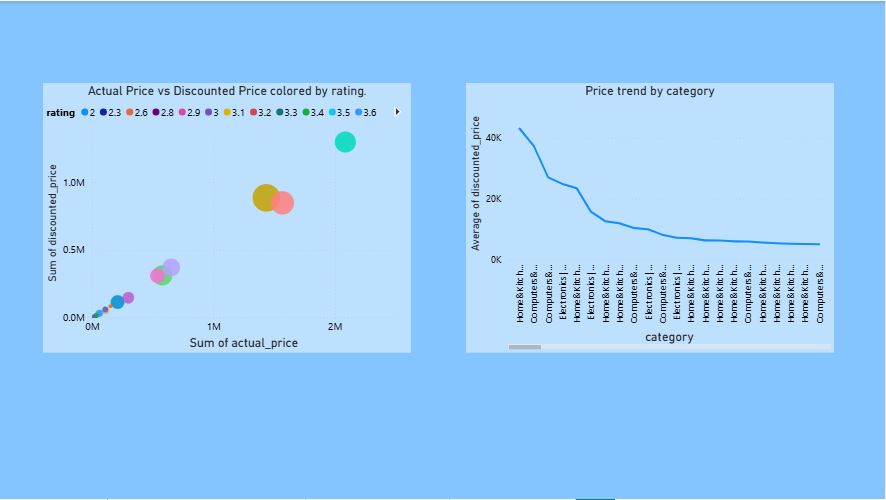 Actual Price vs Discounted Price colored by rating.
rating 2 2.3 2.6 2.8 2.9 3 3.1 3.2 3.3 3.4 3.5 3.6
Sum of discounted_price
1.0M
0.5M
0.0M
0M 1M 2M
Sum of actual_price
Price trend by category
Average of discounted_price
40K
20K
0K
Home&Kitch...
Computers&...
Computers&...
Electronics|...
Home&Kitch...
Electronics|...
Home&Kitch...
Home&Kitch...
Computers&...
Electronics|...
Computers&...
Electronics|...
Home&Kitch...
Home&Kitch...
Home&Kitch...
Home&Kitch...
Computers&...
Home&Kitch...
Home&Kitch...
Home&Kitch...
Home&Kitch...
Computers&...
category